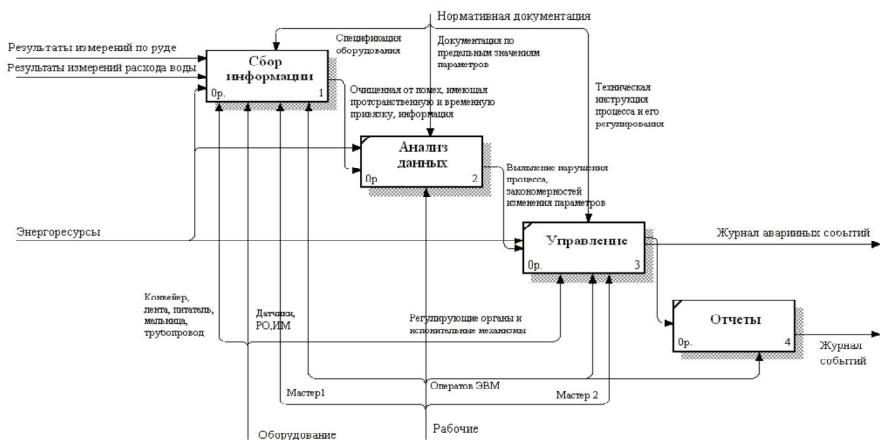 Нормативная документация
Спецификация
оборудования
Документация по
предельным значениям
параметров
Результаты измерений по руде
Результаты измерений расхода воды
Сбор
информации
0р.
1
Техническая
инструкция
процесса и его
регулирования
Очищенная от помех, имеющая
протсранственную и временную
привязку, информация
Анализ
данных
0р.
2
Выявление нарушения
процесса,
закономерностей
изменения параметров
Энергоресурсы
Управление
0р.
3
Журнал аварийных событий
Конвейер,
лента, питатель,
мельница,
трубопровод
Датчики,
РО,ИМ
Регулирующие органы и
испонительные механизмы
Отчеты
0р.
4
Журнал
событий
Мастер1
Операторв ЭВМ
Мастер 2
Оборудование
Рабочие